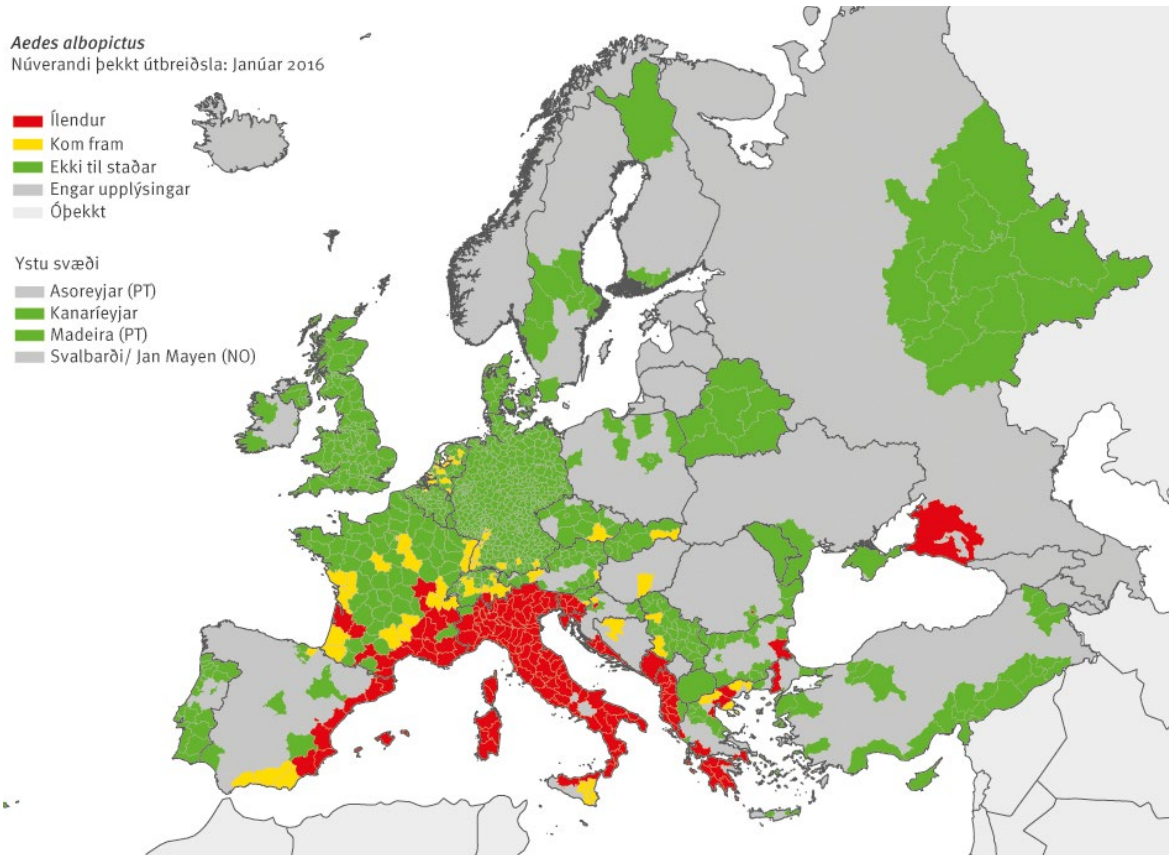 Aedes albopictus
Núverandi þekkt útbreiðsla: Janúar 2016
Ílendur
Kom fram
Ekki til staðar
Engar upplýsingar
Óþekkt
Ystu svæði
Asoreyjar (PT)
Kanaríeyjar
Madeira (PT)
Svalbarði/ Jan Mayen (NO)